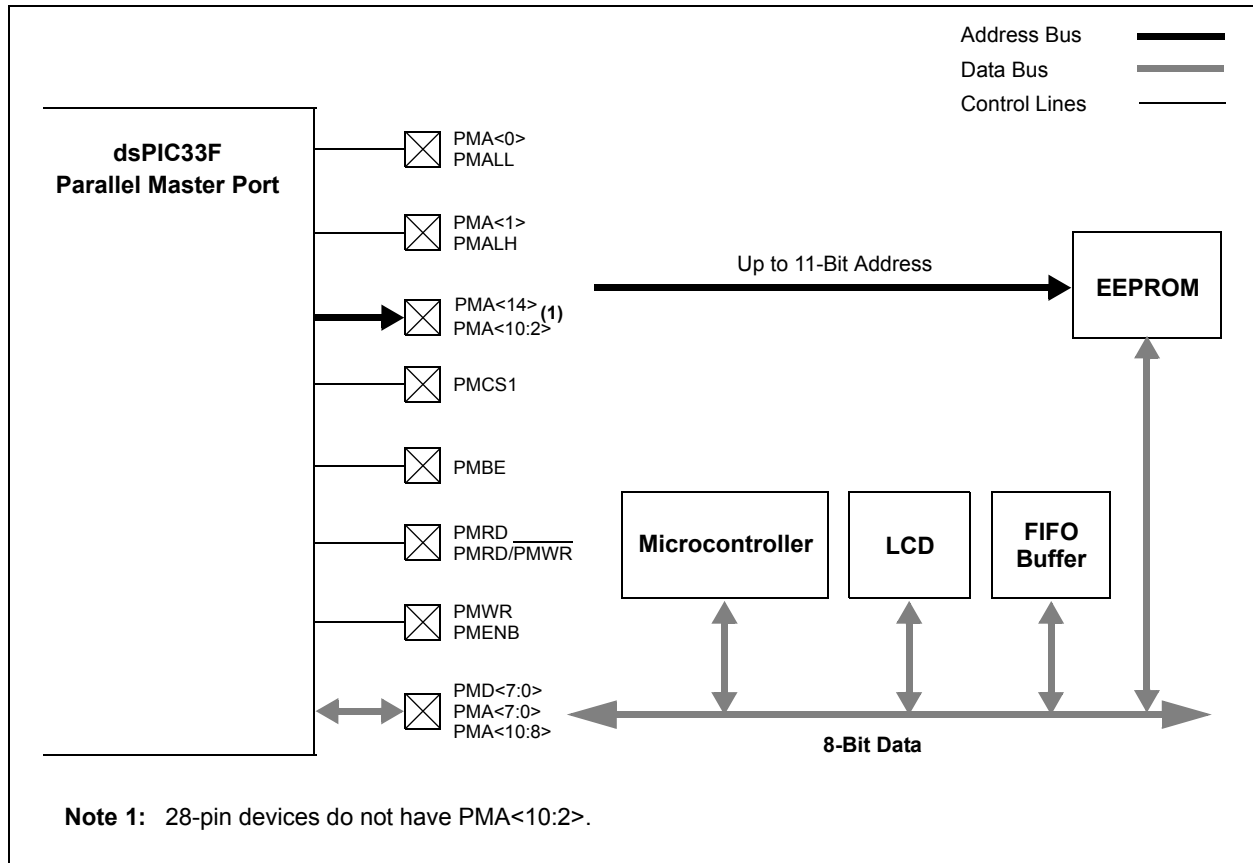 Address Bus
Data Bus
Control Lines
dsPIC33F
Parallel Master Port
PMA<0>
PMALL
PMA<1>
PMALH
PMA<14> (1)
PMA<10:2>
PMCS1
PMBE
PMRD
PMRD/PMWR
PMWR
PMENB
PMD<7:0>
PMA<7:0>
PMA<10:8>
Up to 11-Bit Address
EEPROM
Microcontroller
LCD
FIFO
Buffer
8-Bit Data
Note 1: 28-pin devices do not have PMA<10:2>.